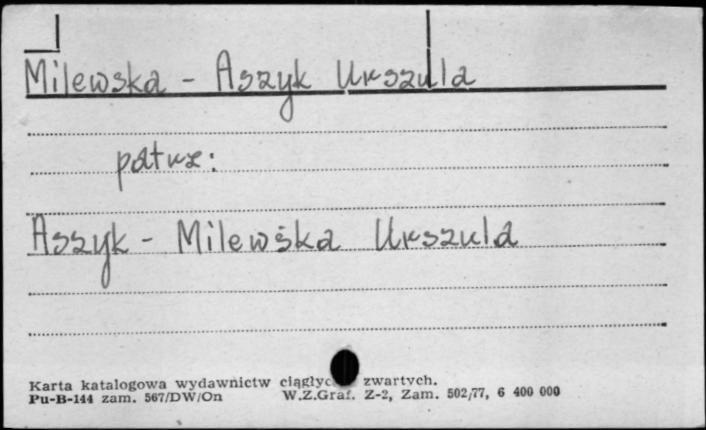 Milewska - Aszyk Urszula
patrz:
Aszyk - Milewska Urszula
Karta katalogowa wydawnictw zwartych.
Pu-B-144 zam. 567/DW/On W.Z.Graf. Z-2, Zam. 502/77, 6 400 000